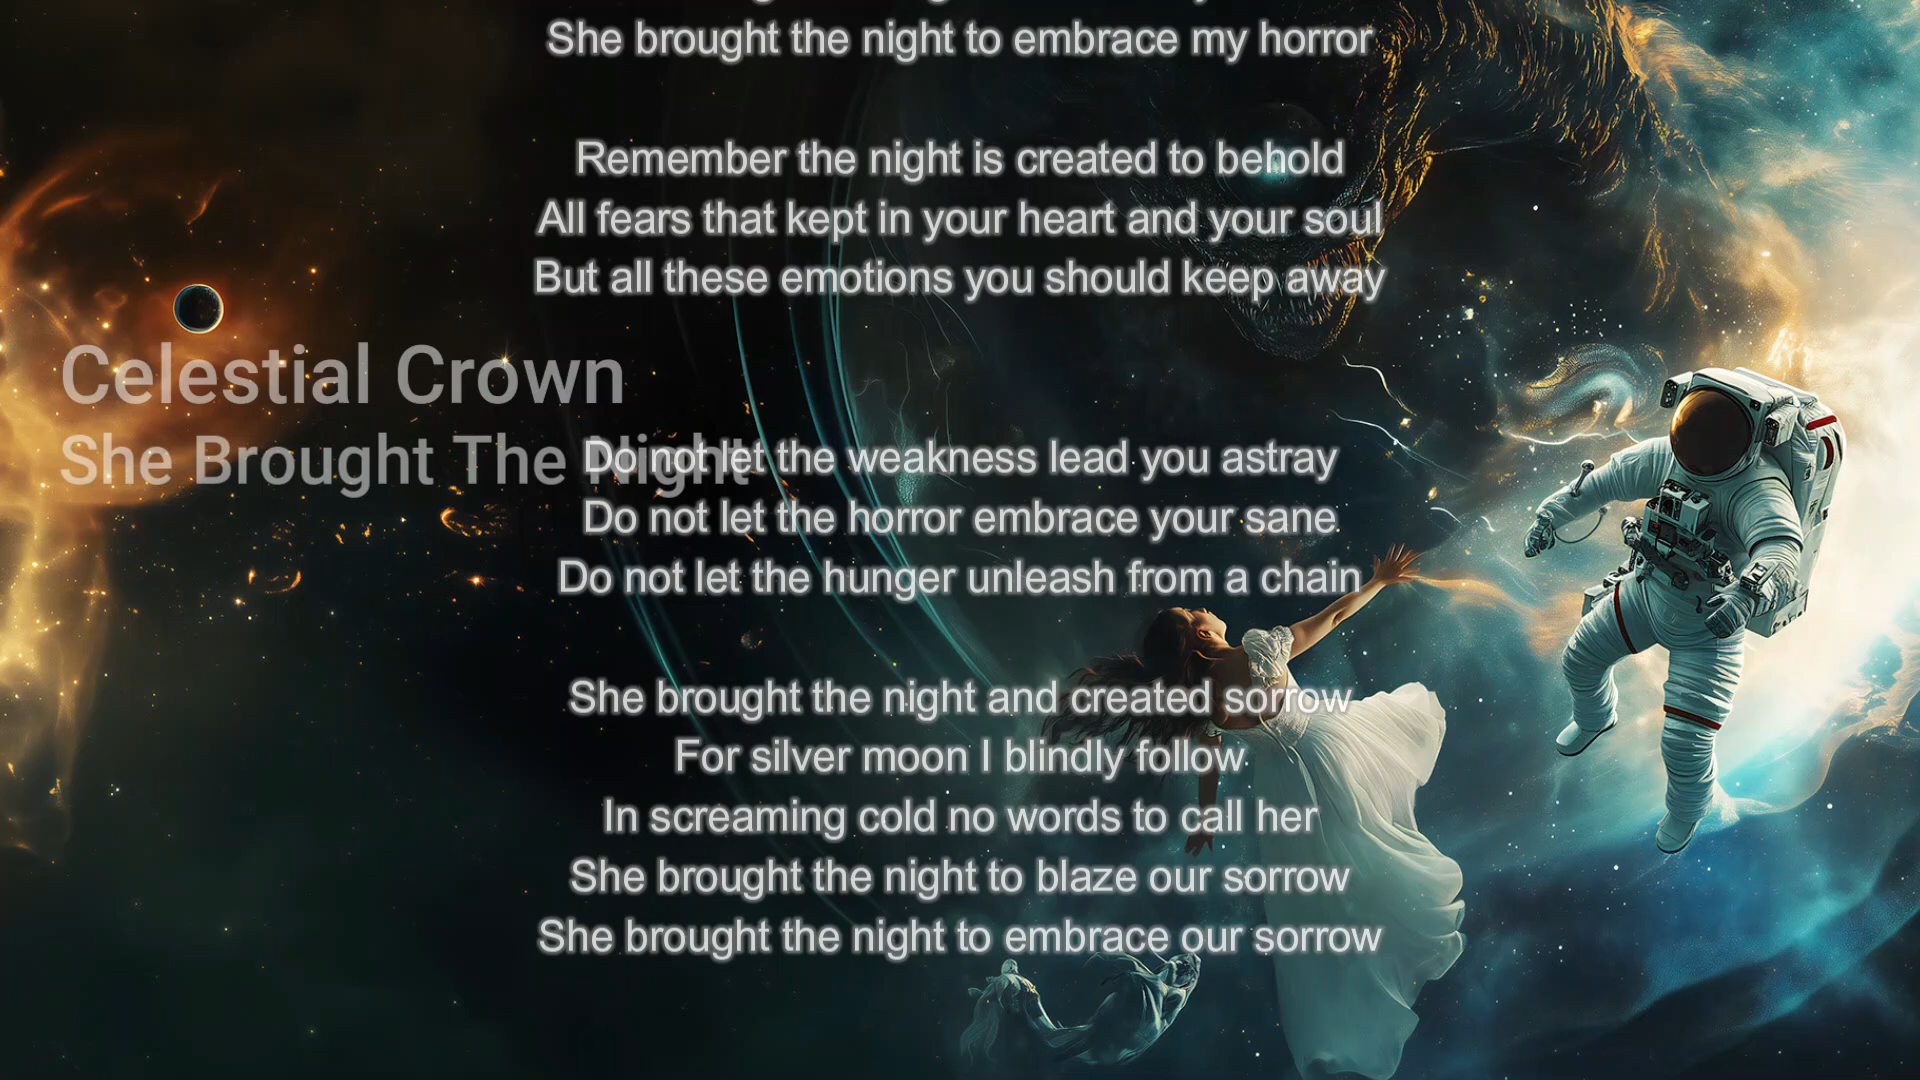 She brought the night to embrace my horror
Remember the night is created to behold
All fears that kept in your heart and your soul
But all these emotions you should keep away
Celestial Crown
She Brought The Night
Do not let the weakness lead you astray
Do not let the horror embrace your sane
Do not let the hunger unleash from a chain
She brought the night and created sorrow
For silver moon I blindly follow
In screaming cold no words to call her
She brought the night to blaze our sorrow
She brought the night to embrace our sorrow